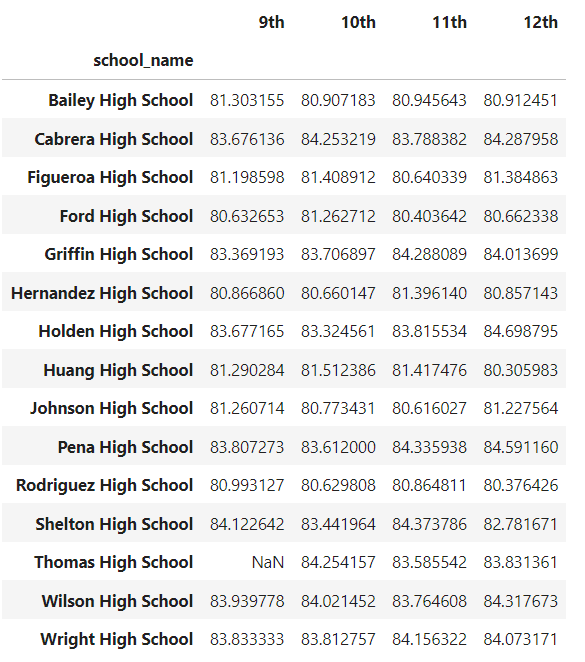 9th 10th 11th 12th
school_name
Bailey High School 81.303155 80.907183 80.945643 80.912451
Cabrera High School 83.676136 84.253219 83.788382 84.287958
Figueroa High School 81.198598 81.408912 80.640339 81.384863
Ford High School 80.632653 81.262712 80.403642 80.662338
Griffin High School 83.369193 83.706897 84.288089 84.013699
Hernandez High School 80.866860 80.660147 81.396140 80.857143
Holden High School 83.677165 83.324561 83.815534 84.698795
Huang High School 81.290284 81.512386 81.417476 80.305983
Johnson High School 81.260714 80.773431 80.616027 81.227564
Pena High School 83.807273 83.612000 84.335938 84.591160
Rodriguez High School 80.993127 80.629808 80.864811 80.376426
Shelton High School 84.122642 83.441964 84.373786 82.781671
Thomas High School NaN 84.254157 83.585542 83.831361
Wilson High School 83.939778 84.021452 83.764608 84.317673
Wright High School 83.833333 83.812757 84.156322 84.073171